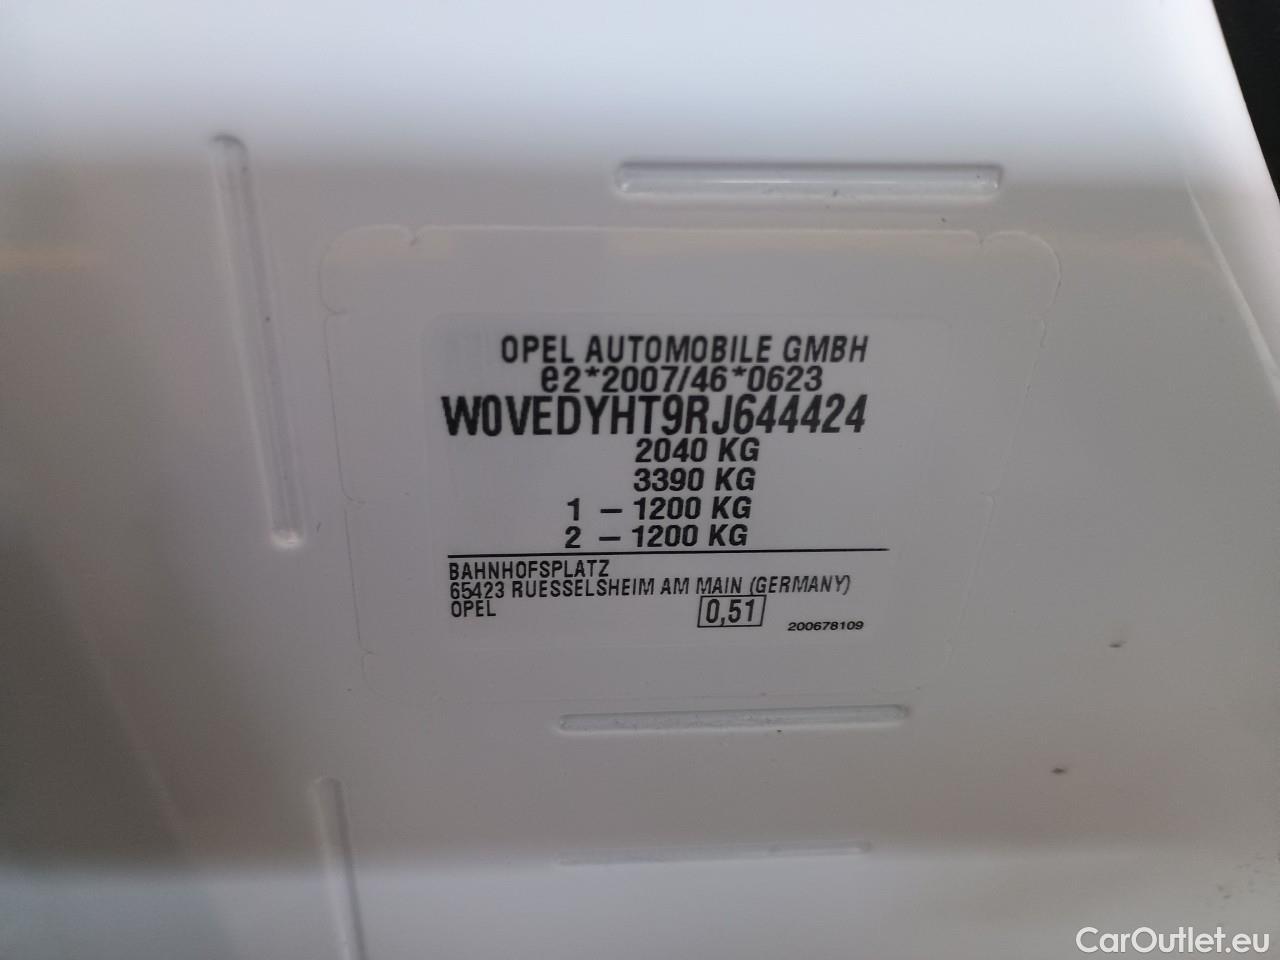 OPEL AUTOMOBILE GMBH
e2*2007/46*0623
W0VEDYHT9RJ644424
2040 KG
3390 KG
1 – 1200 KG
2 – 1200 KG
BAHNHOFSPLATZ
65423 RUESSELSHEIM AM MAIN (GERMANY)
OPEL
0,51
200678109
CarOutlet.eu